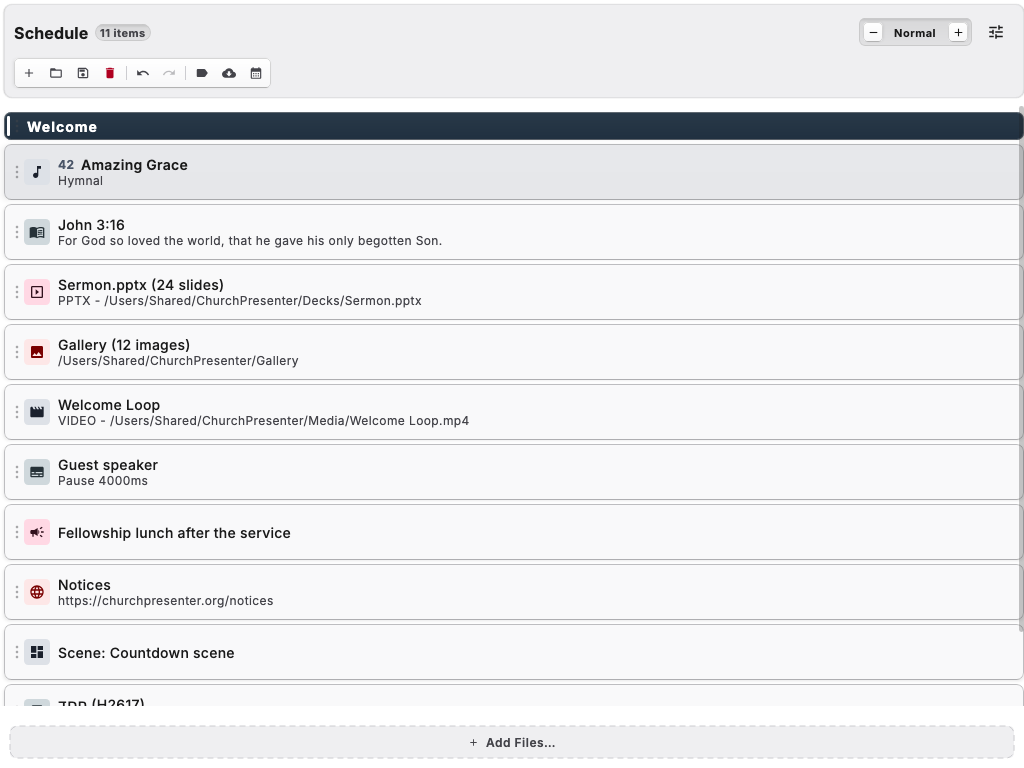 Schedule 11 items
− Normal +
Welcome
42 Amazing Grace
Hymnal
John 3:16
For God so loved the world, that he gave his only begotten Son.
Sermon.pptx (24 slides)
PPTX - /Users/Shared/ChurchPresenter/Decks/Sermon.pptx
Gallery (12 images)
/Users/Shared/ChurchPresenter/Gallery
Welcome Loop
VIDEO - /Users/Shared/ChurchPresenter/Media/Welcome Loop.mp4
Guest speaker
Pause 4000ms
Fellowship lunch after the service
Notices
https://churchpresenter.org/notices
Scene: Countdown scene
(H2617)
+ Add Files...